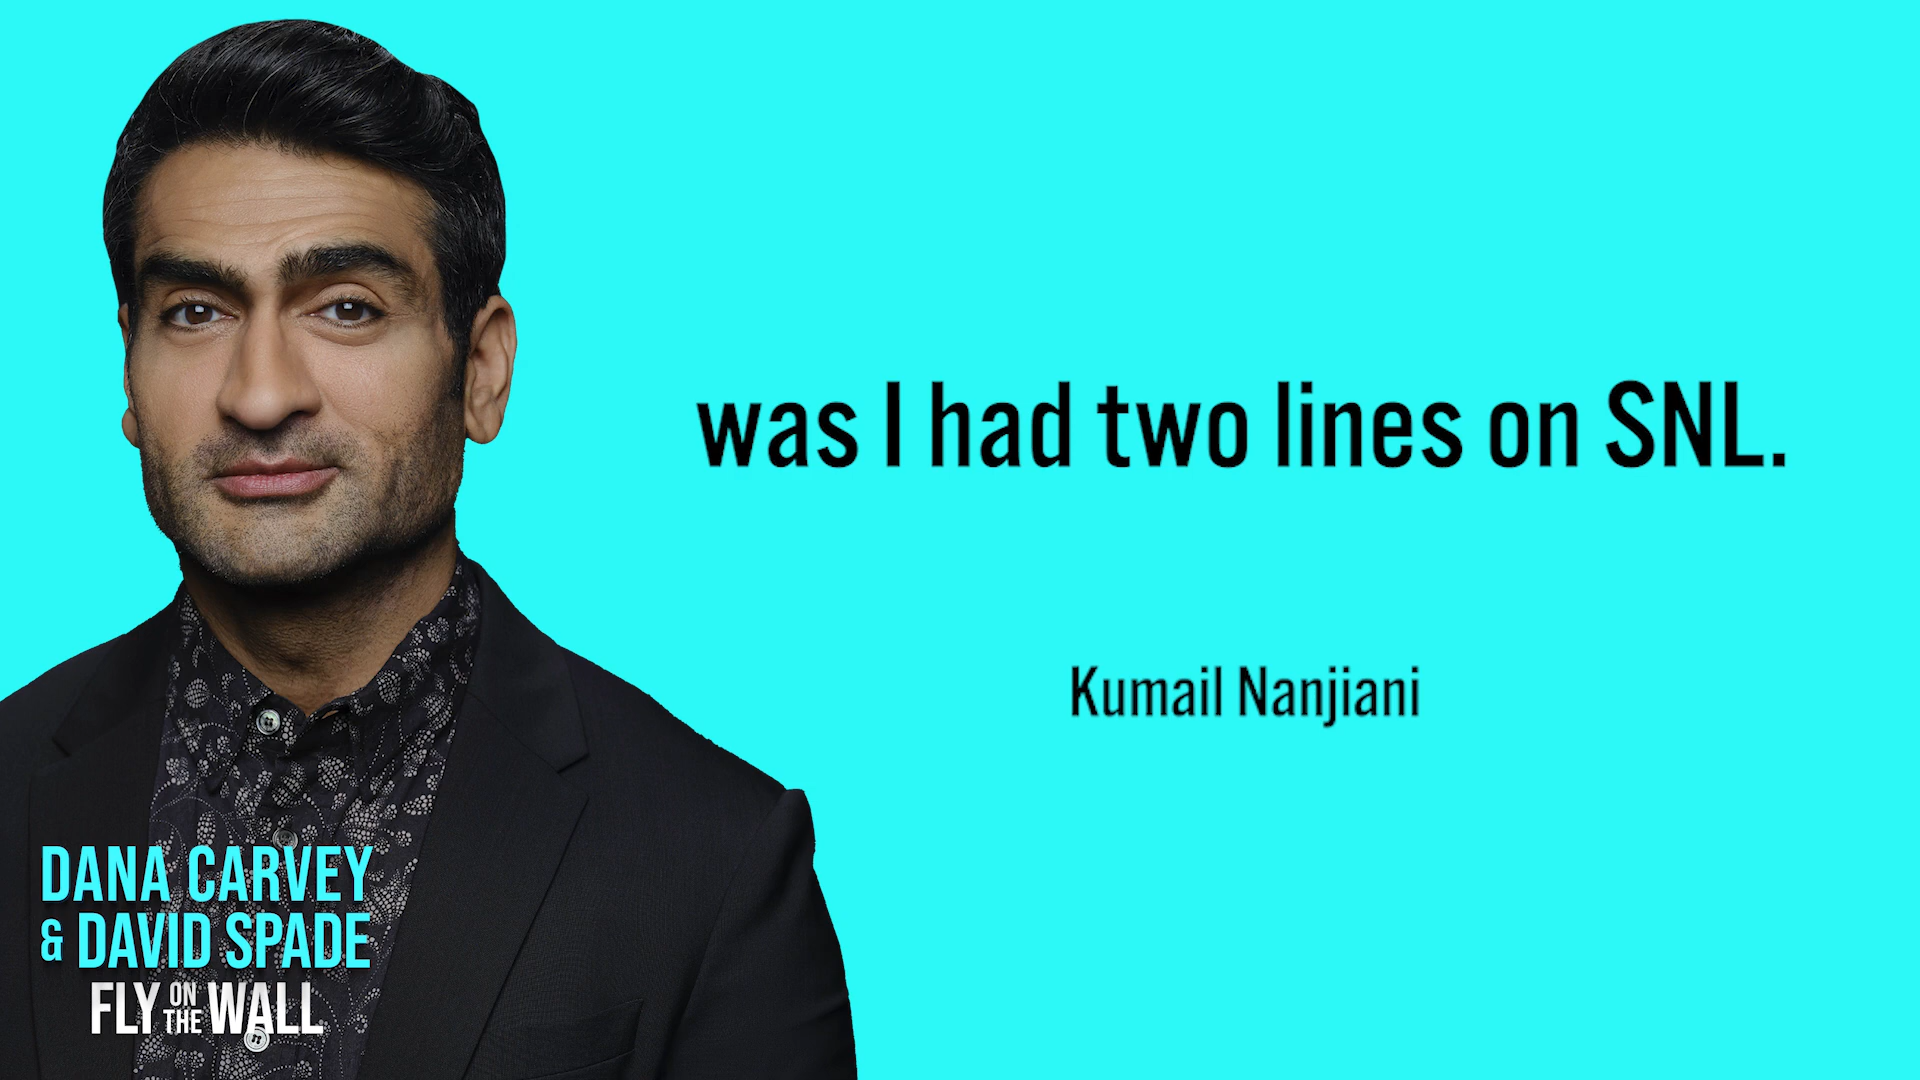 was I had two lines on SNL.
Kumail Nanjiani
DANA CARVEY
& DAVID SPADE
FLY ON THE WALL